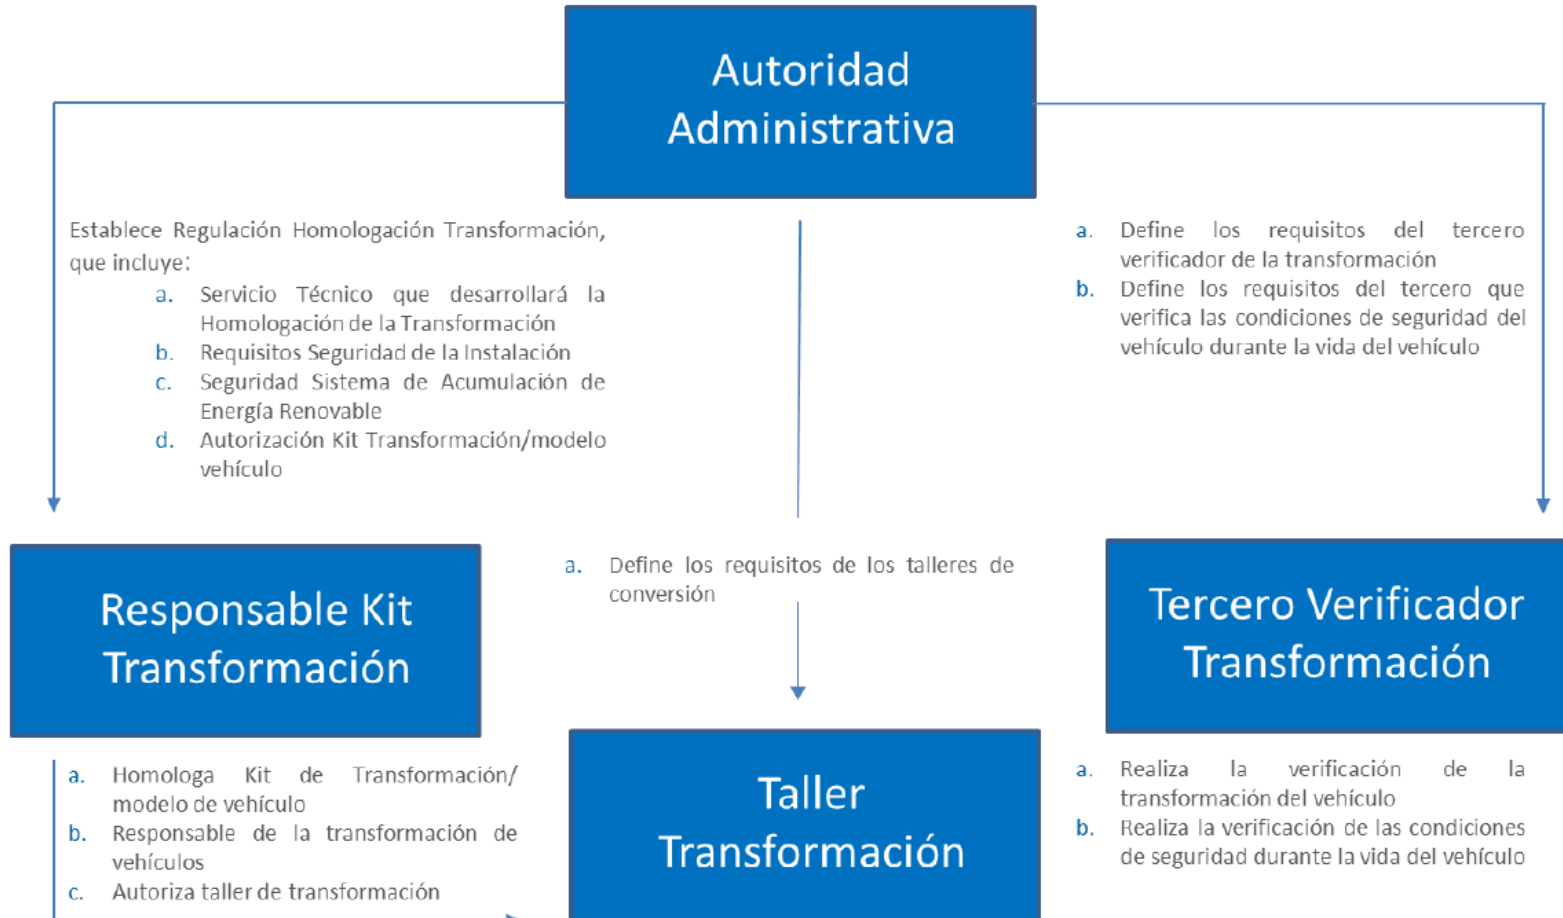 Autoridad
Administrativa
Establece Regulación Homologación Transformación,
que incluye:
a. Servicio Técnico que desarrollará la
Homologación de la Transformación
b. Requisitos Seguridad de la Instalación
c. Seguridad Sistema de Acumulación de
Energía Renovable
d. Autorización Kit Transformación/modelo
vehículo
a. Define los requisitos del tercero
verificador de la transformación
b. Define los requisitos del tercero que
verifica las condiciones de seguridad del
vehículo durante la vida del vehículo
a. Define los requisitos de los talleres de
conversión
Responsable Kit
Transformación
Tercero Verificador
Transformación
a. Homologa Kit de Transformación/
modelo de vehículo
b. Responsable de la transformación de
vehículos
c. Autoriza taller de transformación
Taller
Transformación
a. Realiza la verificación de la
transformación del vehículo
b. Realiza la verificación de las condiciones
de seguridad durante la vida del vehículo